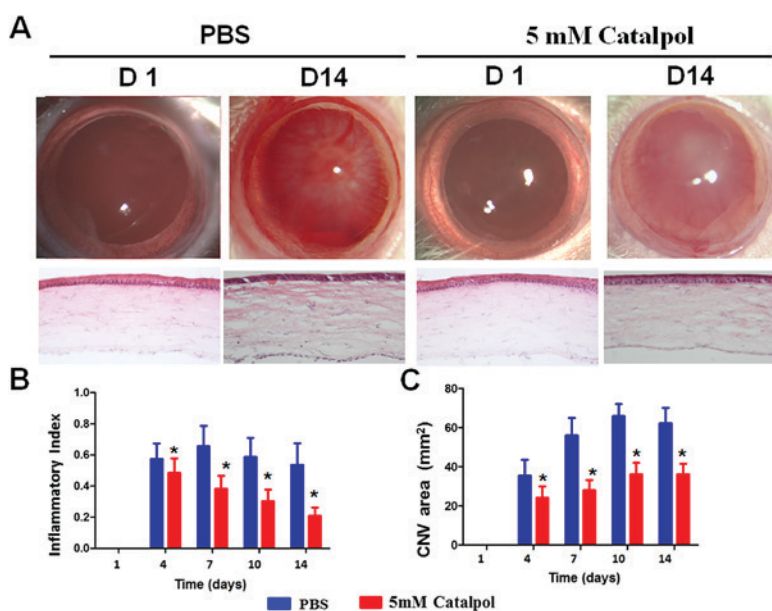 A
PBS
5 mM Catalpol
D 1
D14
D 1
D14
B
Inflammatory Index
1.0
0.8
0.6
0.4
0.2
0.0
*
*
*
*
1
4
7
10
14
Time (days)
C
CNV area (mm²)
80
60
40
20
0
*
*
*
*
1
4
7
10
14
Time (days)
PBS
5mM Catalpol